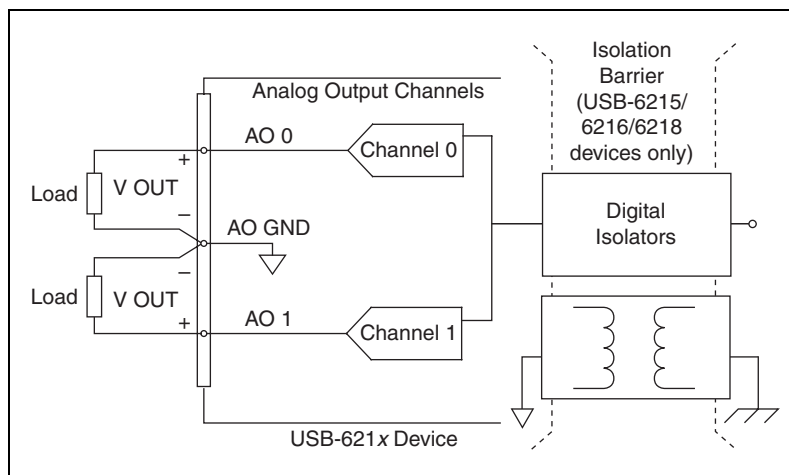 Isolation
Barrier
(USB-6215/
6216/6218
devices only)
Analog Output Channels
AO 0
Channel 0
+
Load
V OUT
–
AO GND
Digital
Isolators
–
Load
V OUT
+
AO 1
Channel 1
USB-621x Device